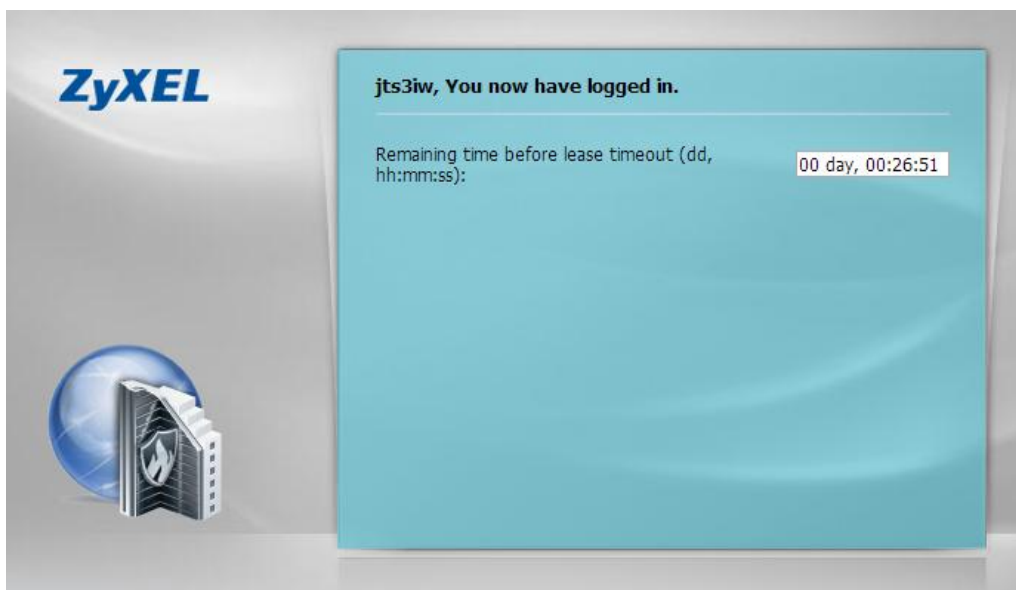 ZyXEL
jts3iw, You now have logged in.
Remaining time before lease timeout (dd,
hh:mm:ss):
00 day, 00:26:51